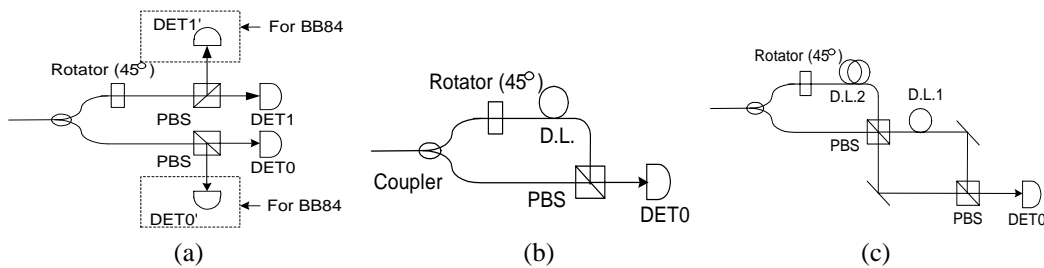 DET1'
For BB84
Rotator (45°)
PBS
DET1
PBS
DET0
DET0'
For BB84
(a)
Rotator (45°)
D.L.
Coupler
PBS
DET0
(b)
Rotator (45°)
D.L.2
D.L.1
PBS
PBS
DET0
(c)